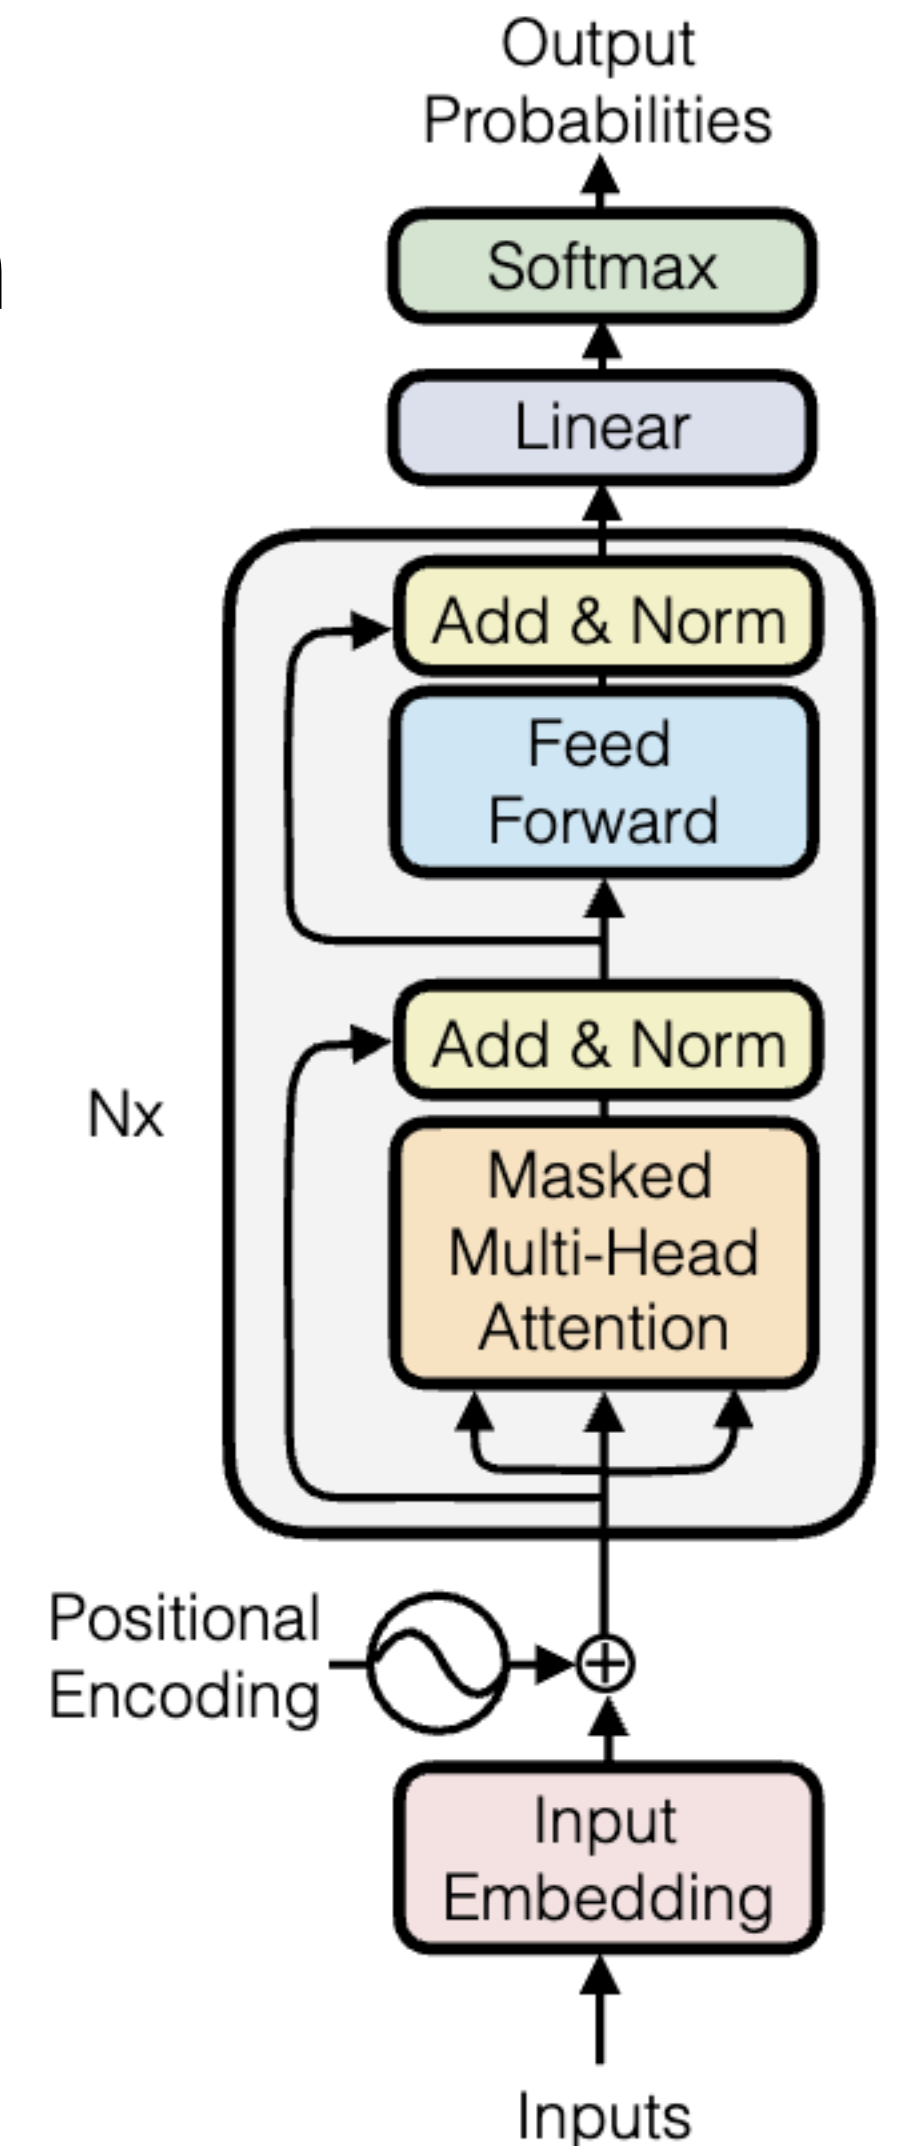 Output
Probabilities
Softmax
Linear
Add & Norm
Feed
Forward
Add & Norm
Nx
Masked
Multi-Head
Attention
Positional
Encoding
Input
Embedding
Inputs